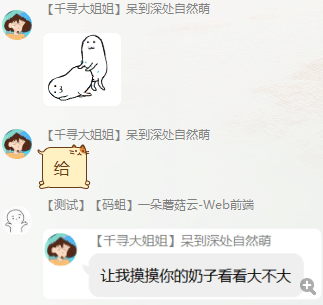 【千寻大姐姐】呆到深处自然萌
【千寻大姐姐】呆到深处自然萌
给
【测试】【码蛆】一朵蘑菇云-Web前端
【千寻大姐姐】呆到深处自然萌
让我摸摸你的奶子看看大不大